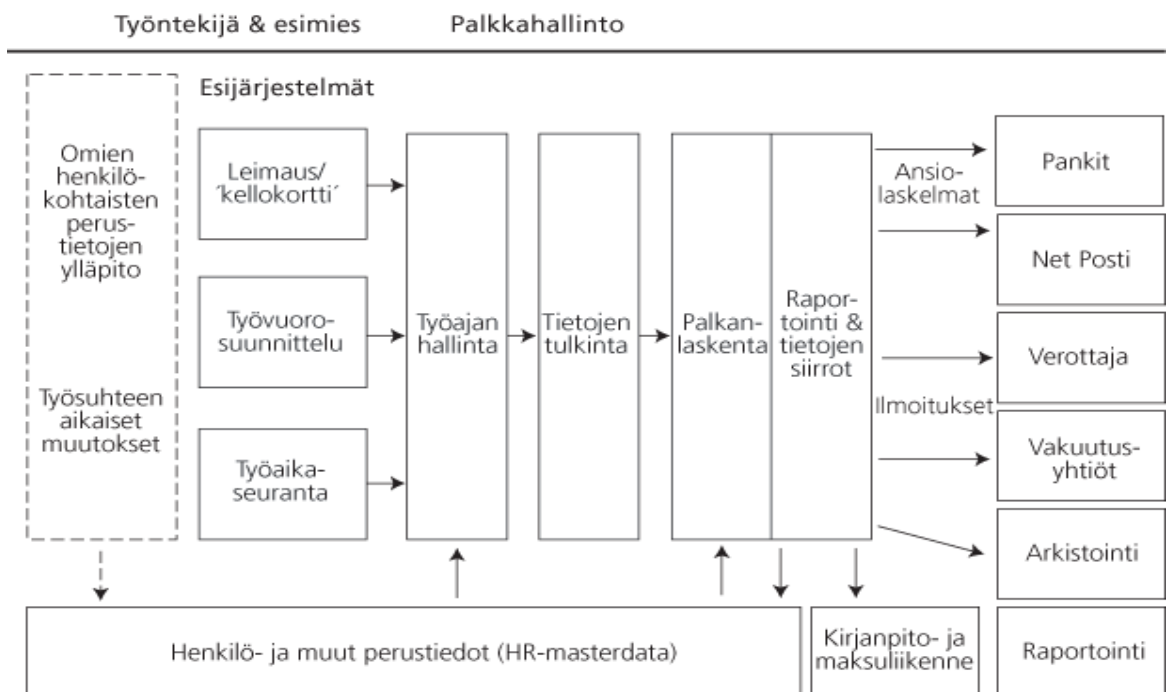 Työntekijä & esimies
Palkkahallinto
Esijärjestelmät
Omien
henkilö-
kohtaisten
perus-
tietojen
ylläpito
Työsuhteen
aikaiset
muutokset
Leimaus/
´kellokortti´
Työvuoro-
suunnittelu
Työaika-
seuranta
Työajan
hallinta
Tietojen
tulkinta
Palkan-
laskenta
Rapor-
tointi &
tietojen
siirrot
Ansio-
laskelmat
Ilmoitukset
Pankit
Net Posti
Verottaja
Vakuutus-
yhtiöt
Arkistointi
Henkilö- ja muut perustiedot (HR-masterdata)
Kirjanpito- ja
maksuliikenne
Raportointi